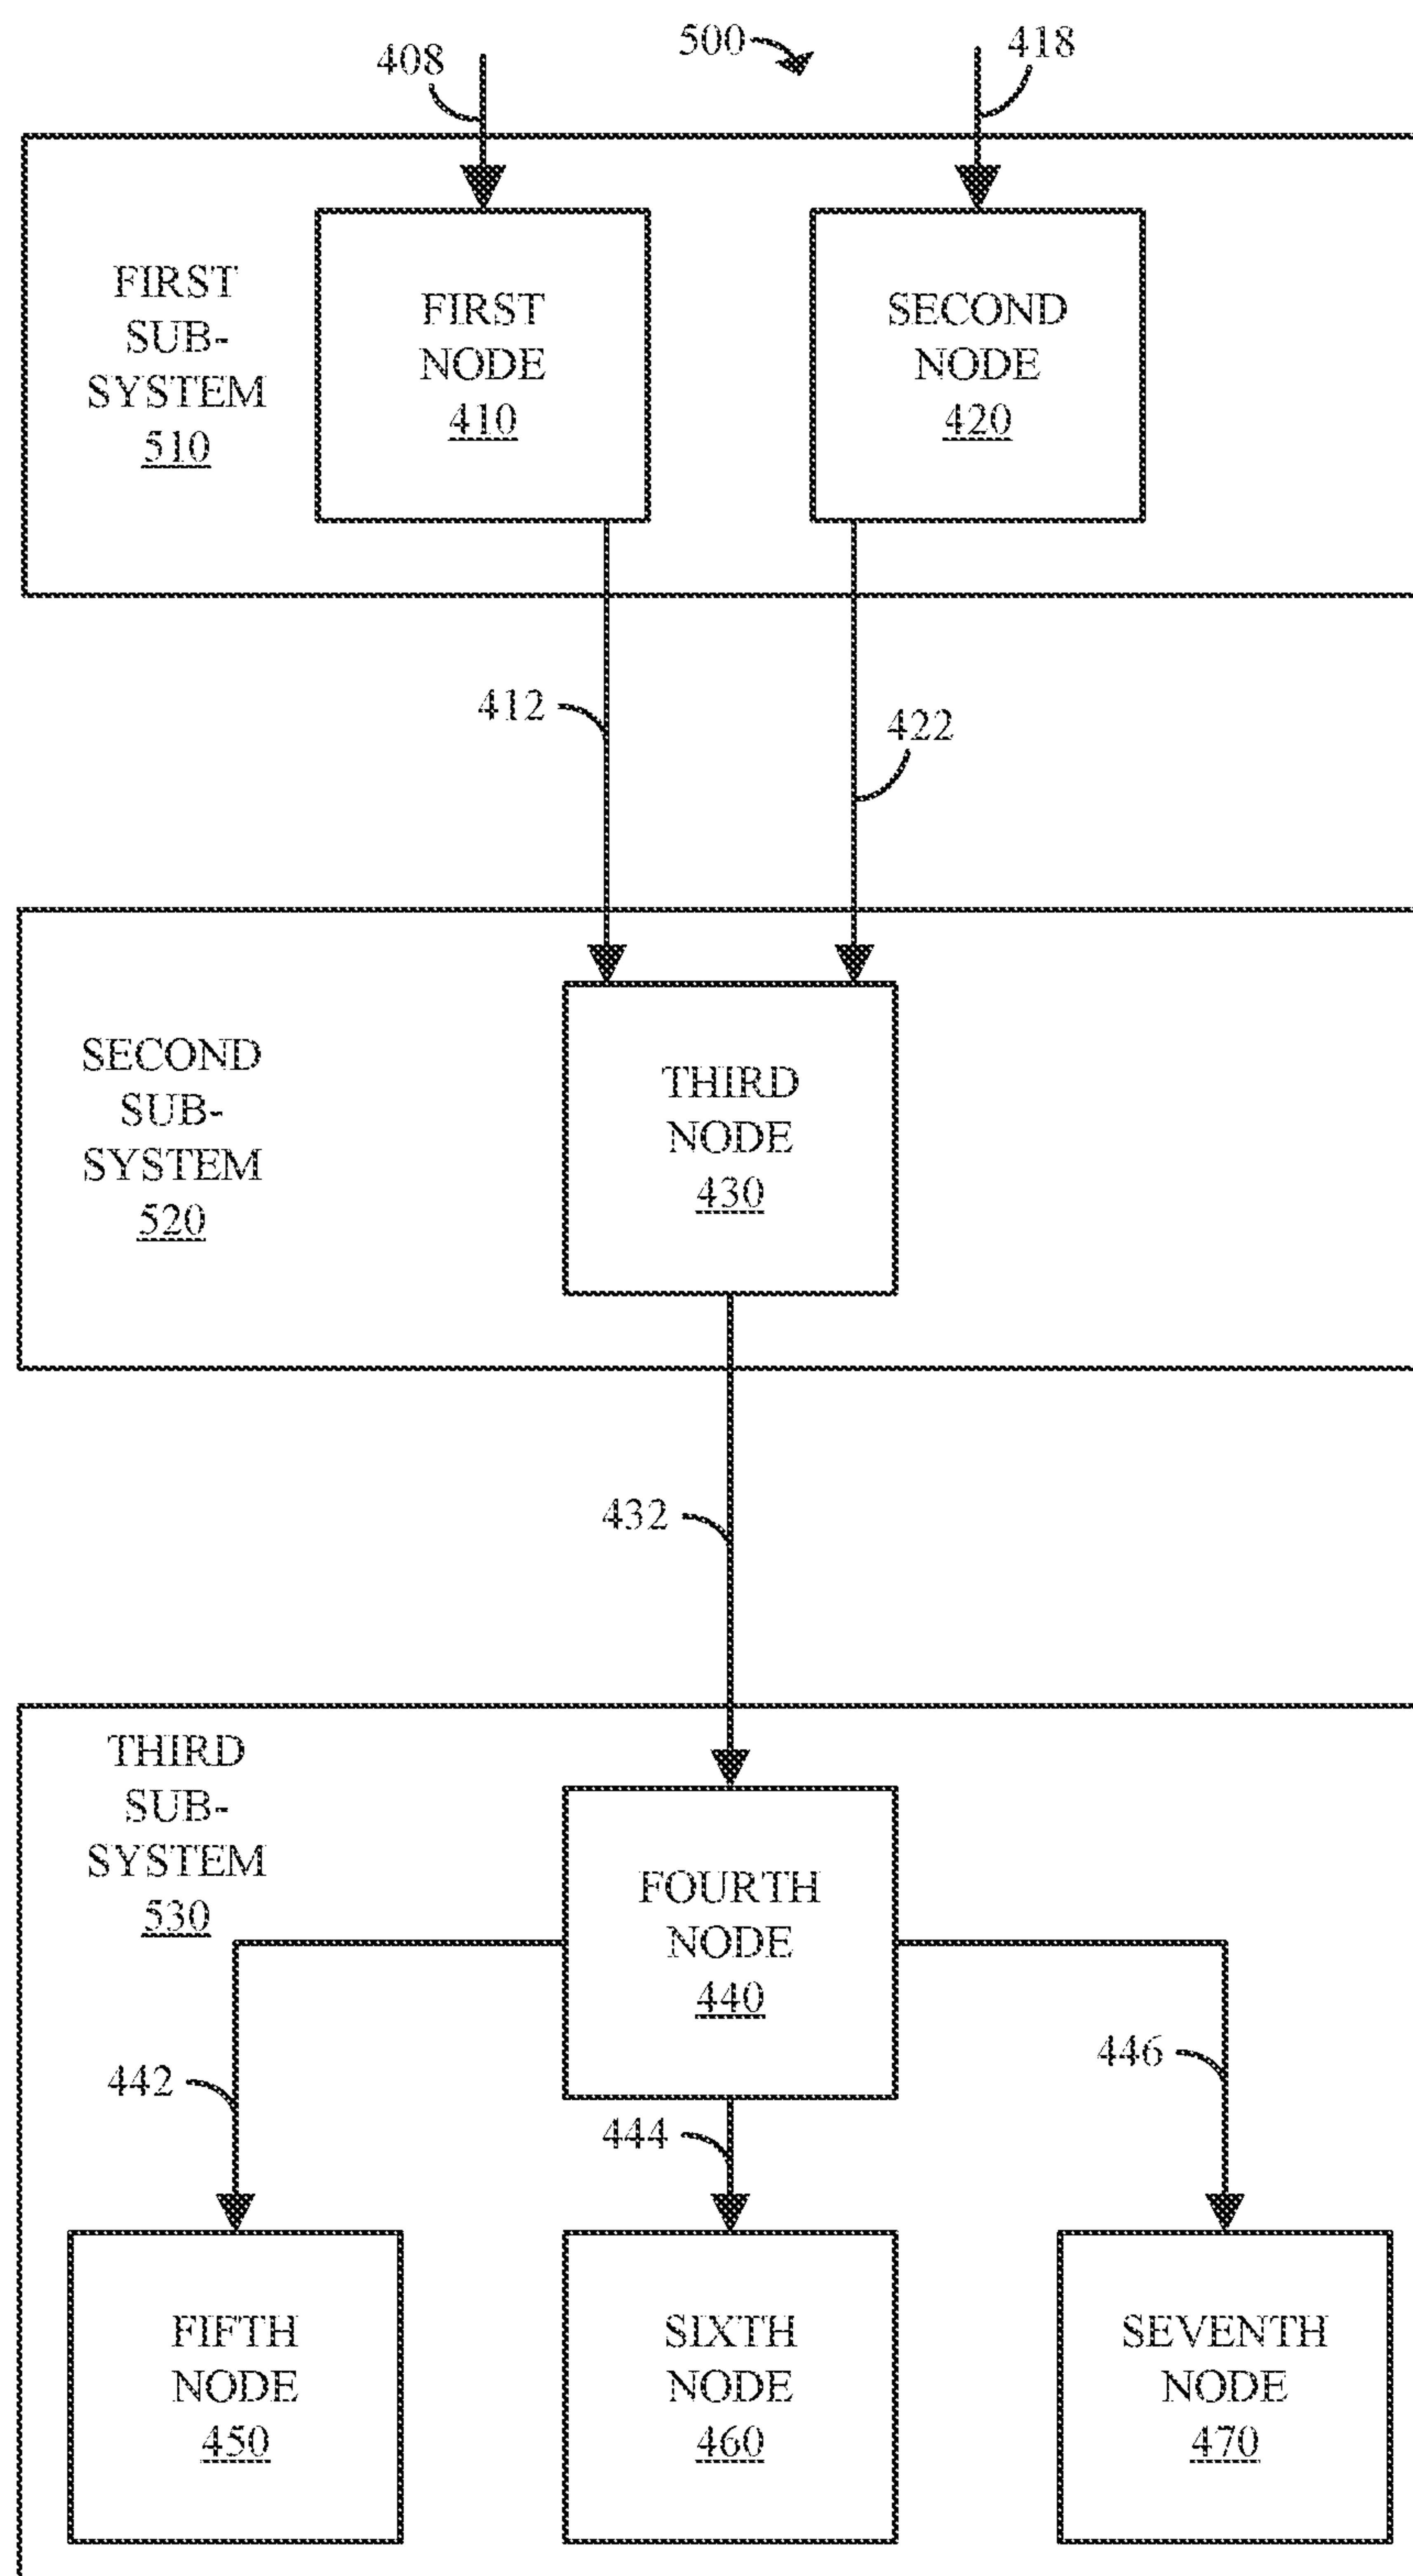 408
500
418
FIRST
SUB-
SYSTEM
510
FIRST
NODE
410
SECOND
NODE
420
412
422
SECOND
SUB-
SYSTEM
520
THIRD
NODE
430
432
THIRD
SUB-
SYSTEM
530
FOURTH
NODE
440
442
444
446
FIFTH
NODE
450
SIXTH
NODE
460
SEVENTH
NODE
470